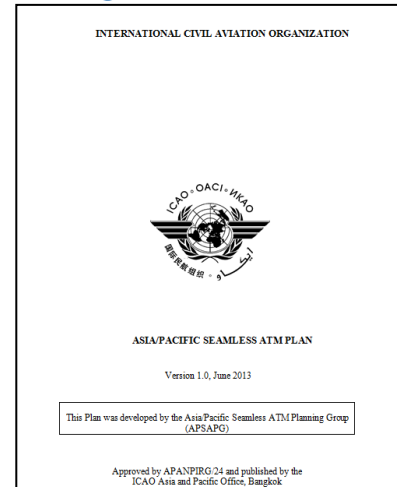 INTERNATIONAL CIVIL AVIATION ORGANIZATION
ICAO · OACI · ИКАО
国际民航组织 · ايكاو
ASIA/PACIFIC SEAMLESS ATM PLAN
Version 1.0, June 2013
This Plan was developed by the Asia/Pacific Seamless ATM Planning Group
(APSAPG)
Approved by APANPIRG/24 and published by the
ICAO Asia and Pacific Office, Bangkok